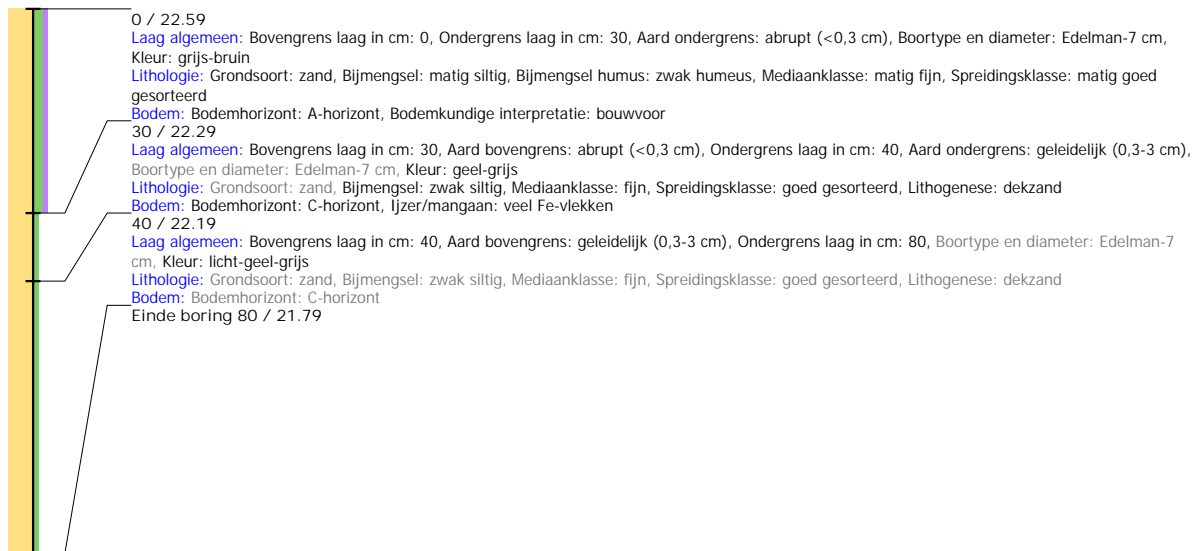 0 / 22.59
Laag algemeen: Bovengrens laag in cm: 0, Ondergrens laag in cm: 30, Aard ondergrens: abrupt (<0,3 cm), Boortype en diameter: Edelman-7 cm,
Kleur: grijs-bruin
Lithologie: Grondsoort: zand, Bijmengsel: matig siltig, Bijmengsel humus: zwak humeus, Mediaanklasse: matig fijn, Spreidingsklasse: matig goed
gesorteerd
Bodem: Bodemhorizont: A-horizont, Bodemkundige interpretatie: bouwvoor
30 / 22.29
Laag algemeen: Bovengrens laag in cm: 30, Aard bovengrens: abrupt (<0,3 cm), Ondergrens laag in cm: 40, Aard ondergrens: geleidelijk (0,3-3 cm),
Boortype en diameter: Edelman-7 cm, Kleur: geel-grijs
Lithologie: Grondsoort: zand, Bijmengsel: zwak siltig, Mediaanklasse: fijn, Spreidingsklasse: goed gesorteerd, Lithogenese: dekzand
Bodem: Bodemhorizont: C-horizont, Ijzer/mangaan: veel Fe-vlekken
40 / 22.19
Laag algemeen: Bovengrens laag in cm: 40, Aard bovengrens: geleidelijk (0,3-3 cm), Ondergrens laag in cm: 80, Boortype en diameter: Edelman-7
cm, Kleur: licht-geel-grijs
Lithologie: Grondsoort: zand, Bijmengsel: zwak siltig, Mediaanklasse: fijn, Spreidingsklasse: goed gesorteerd, Lithogenese: dekzand
Bodem: Bodemhorizont: C-horizont
Einde boring 80 / 21.79